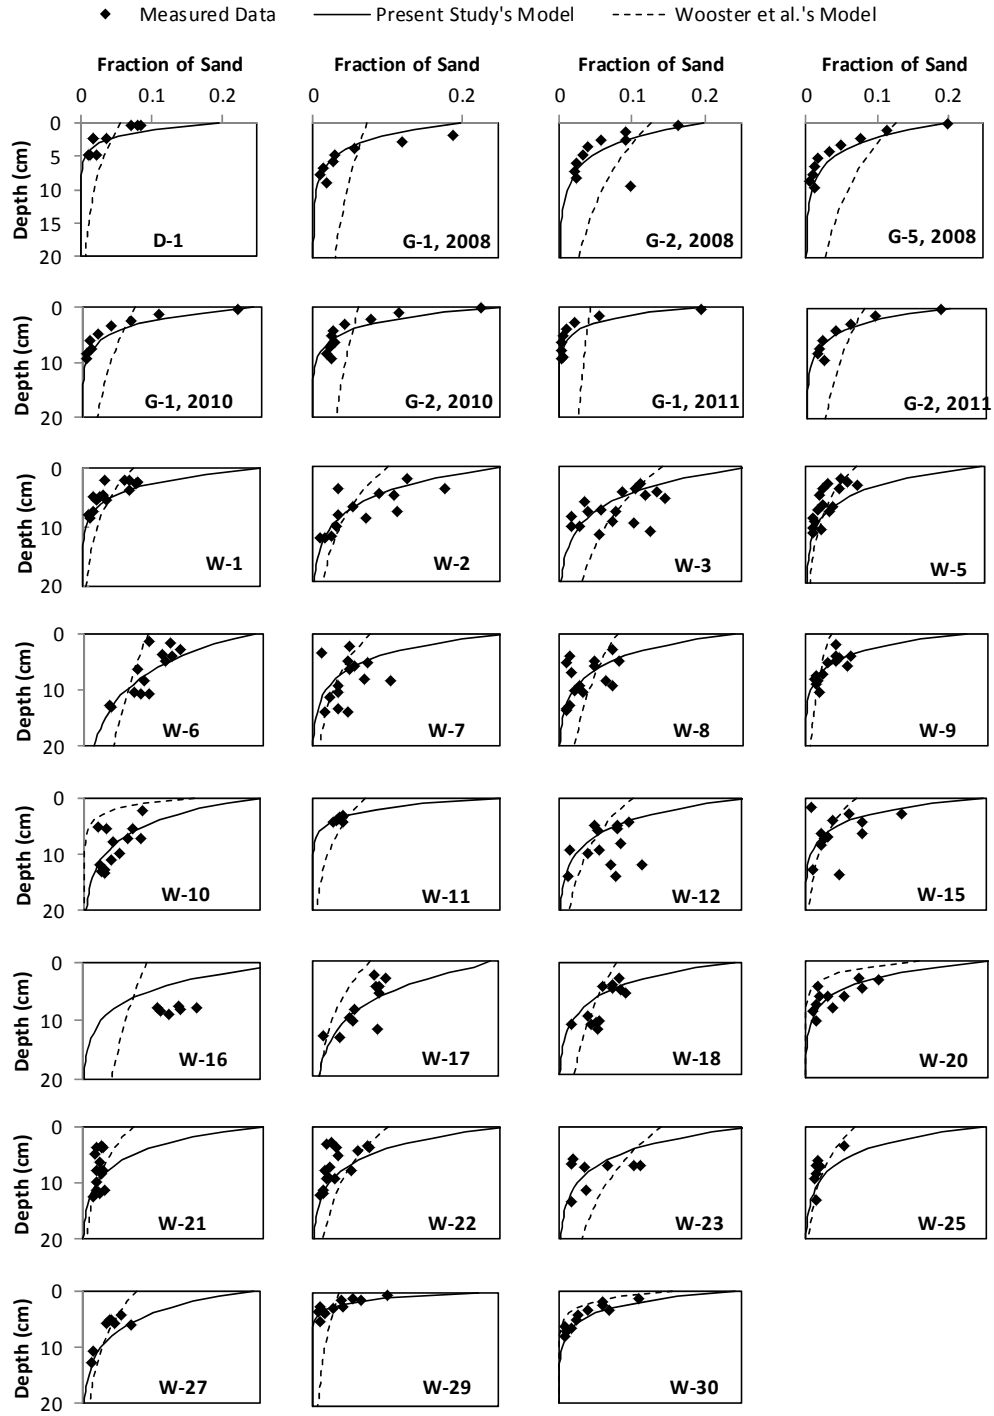 Measured Data Present Study's Model Wooster et al.'s Model
Fraction of Sand Fraction of Sand Fraction of Sand Fraction of Sand
0 0.1 0.2 0 0.2 0 0.1 0.2 0 0.1 0.2
Depth (cm)
0
5
10
15
20
D-1
G-1, 2008
G-2, 2008
G-5, 2008
Depth (cm)
0
10
20
G-1, 2010
G-2, 2010
G-1, 2011
G-2, 2011
Depth (cm)
0
10
20
W-1
W-2
W-3
W-5
Depth (cm)
0
10
20
W-6
W-7
W-8
W-9
Depth (cm)
0
10
20
W-10
W-11
W-12
W-15
Depth (cm)
0
10
20
W-16
W-17
W-18
W-20
Depth (cm)
0
10
20
W-21
W-22
W-23
W-25
Depth (cm)
0
10
20
W-27
W-29
W-30